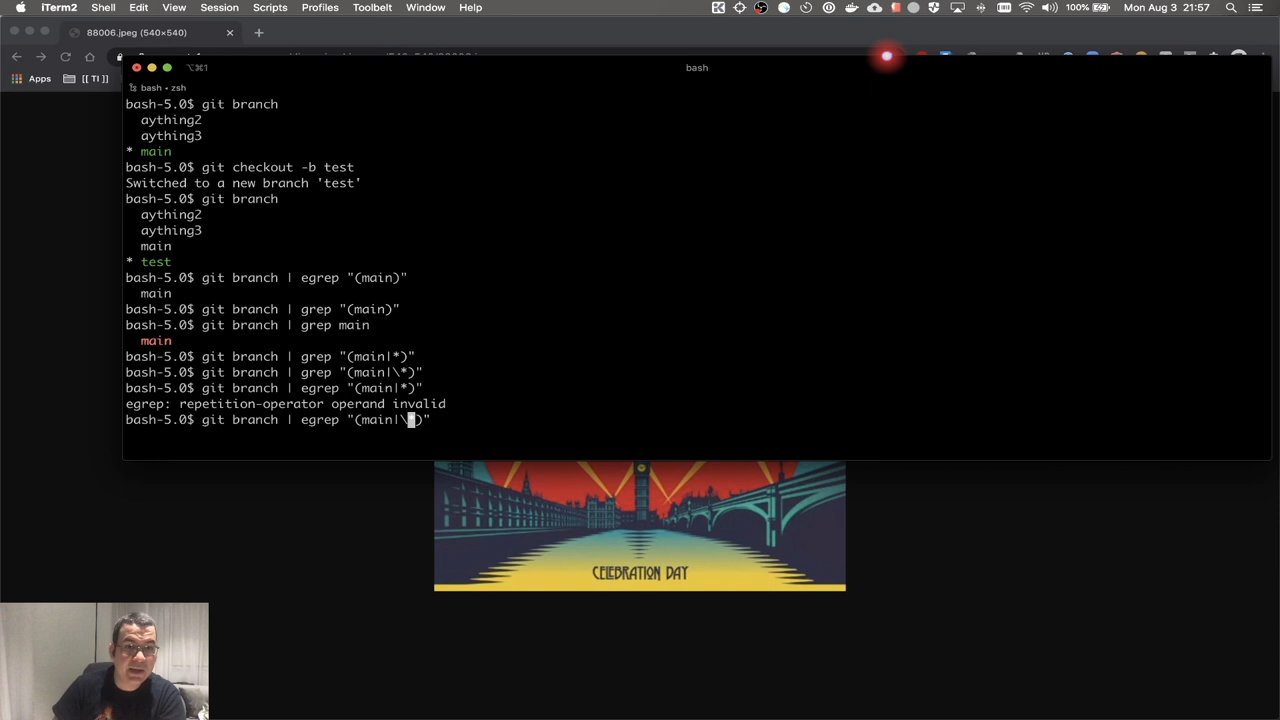 iTerm2 Shell Edit View Session Scripts Profiles Toolbelt Window Help 100% Mon Aug 3 21:57
88006.jpeg (540×540)
Apps [[ TI ]]
⌥⌘1 bash
bash • zsh
bash-5.0$ git branch
aything2
aything3
* main
bash-5.0$ git checkout -b test
Switched to a new branch 'test'
bash-5.0$ git branch
aything2
aything3
main
* test
bash-5.0$ git branch | egrep "(main)"
main
bash-5.0$ git branch | grep "(main)"
bash-5.0$ git branch | grep main
main
bash-5.0$ git branch | grep "(main|*)"
bash-5.0$ git branch | grep "(main|\*)"
bash-5.0$ git branch | egrep "(main|*)"
egrep: repetition-operator operand invalid
bash-5.0$ git branch | egrep "(main|\*)"
CELEBRATION DAY